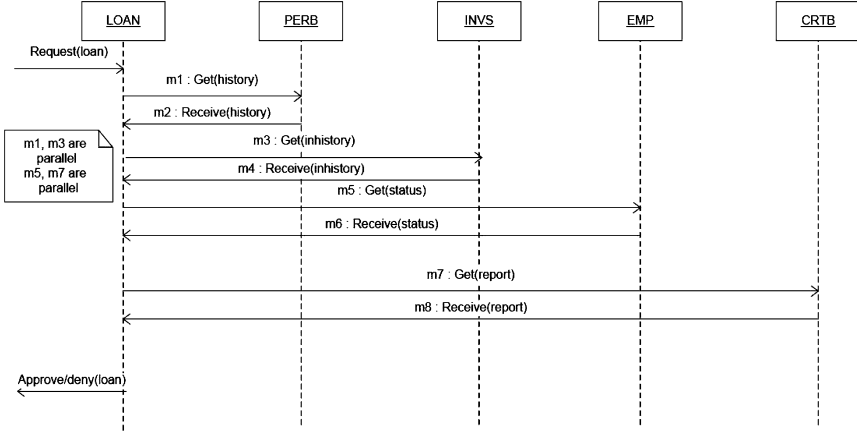 LOAN
PERB
INVS
EMP
CRTB
Request(loan)
m1 : Get(history)
m2 : Receive(history)
m1, m3 are
parallel
m5, m7 are
parallel
m3 : Get(inhistory)
m4 : Receive(inhistory)
m5 : Get(status)
m6 : Receive(status)
m7 : Get(report)
m8 : Receive(report)
Approve/deny(loan)